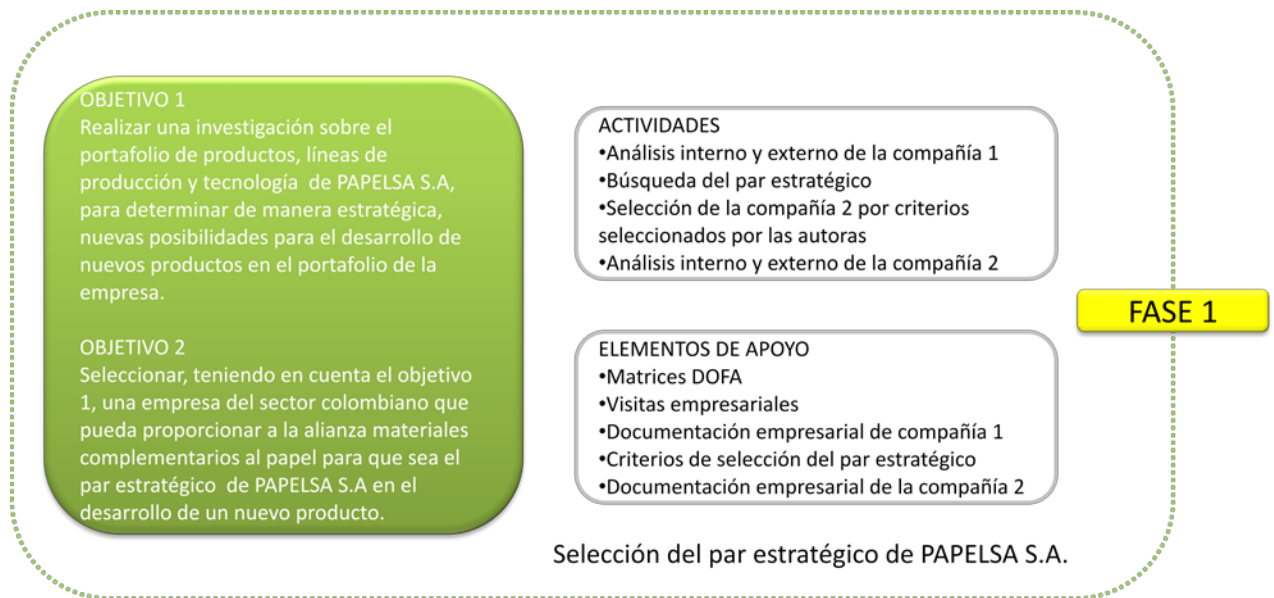 OBJETIVO 1
Realizar una investigación sobre el
portafolio de productos, líneas de
producción y tecnología de PAPELSA S.A,
para determinar de manera estratégica,
nuevas posibilidades para el desarrollo de
nuevos productos en el portafolio de la
empresa.
OBJETIVO 2
Seleccionar, teniendo en cuenta el objetivo
1, una empresa del sector colombiano que
pueda proporcionar a la alianza materiales
complementarios al papel para que sea el
par estratégico de PAPELSA S.A en el
desarrollo de un nuevo producto.
ACTIVIDADES
•Análisis interno y externo de la compañía 1
•Búsqueda del par estratégico
•Selección de la compañía 2 por criterios
seleccionados por las autoras
•Análisis interno y externo de la compañía 2
ELEMENTOS DE APOYO
•Matrices DOFA
•Visitas empresariales
•Documentación empresarial de compañía 1
•Criterios de selección del par estratégico
•Documentación empresarial de la compañía 2
Selección del par estratégico de PAPELSA S.A.
FASE 1